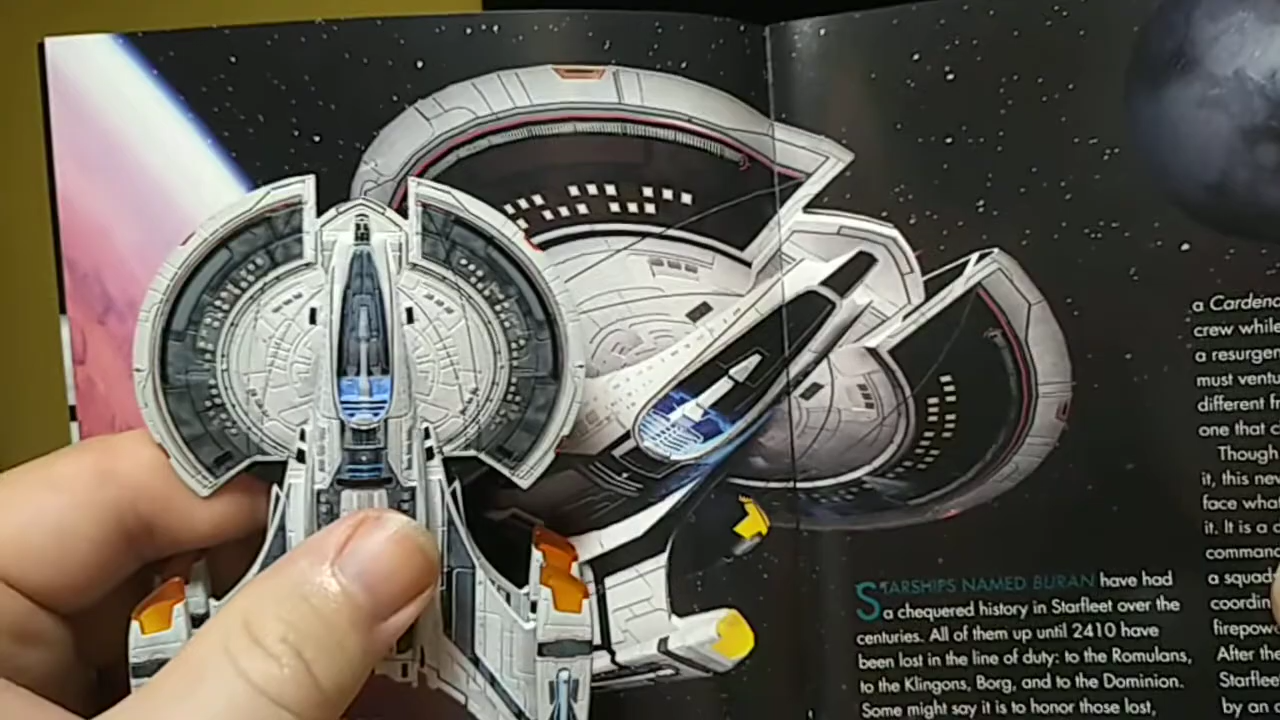 STARSHIPS NAMED BURAN have had
a chequered history in Starfleet over the
centuries. All of them up until 2410 have
been lost in the line of duty: to the Romulans,
to the Klingons, Borg, and to the Dominion.
Some might say it is to honor those lost,
a
crew while
a resurgen
must ventu
different fr
one that c
Though
it, this new
face wha
it. It is a
command
a squad
coordin
firepow
After the
Starflee
by an